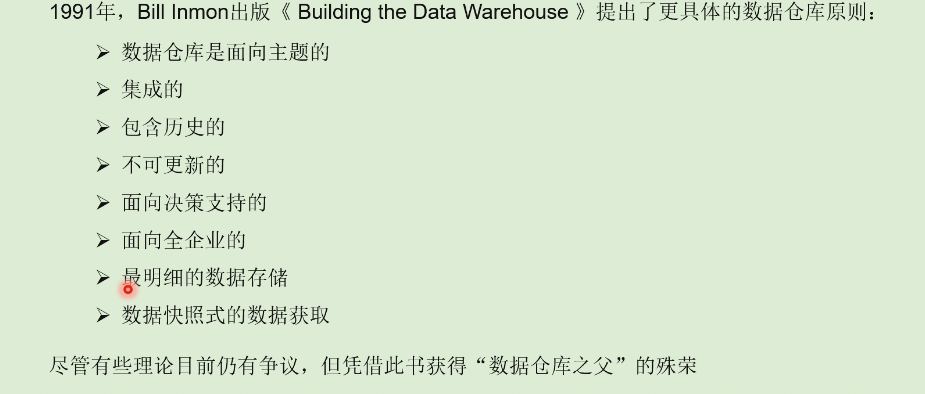 1991年，Bill Inmon出版《 Building the Data Warehouse 》提出了更具体的数据仓库原则：
➢ 数据仓库是面向主题的
➢ 集成的
➢ 包含历史的
➢ 不可更新的
➢ 面向决策支持的
➢ 面向全企业的
➢ 最明细的数据存储
➢ 数据快照式的数据获取
尽管有些理论目前仍有争议，但凭借此书获得“数据仓库之父”的殊荣